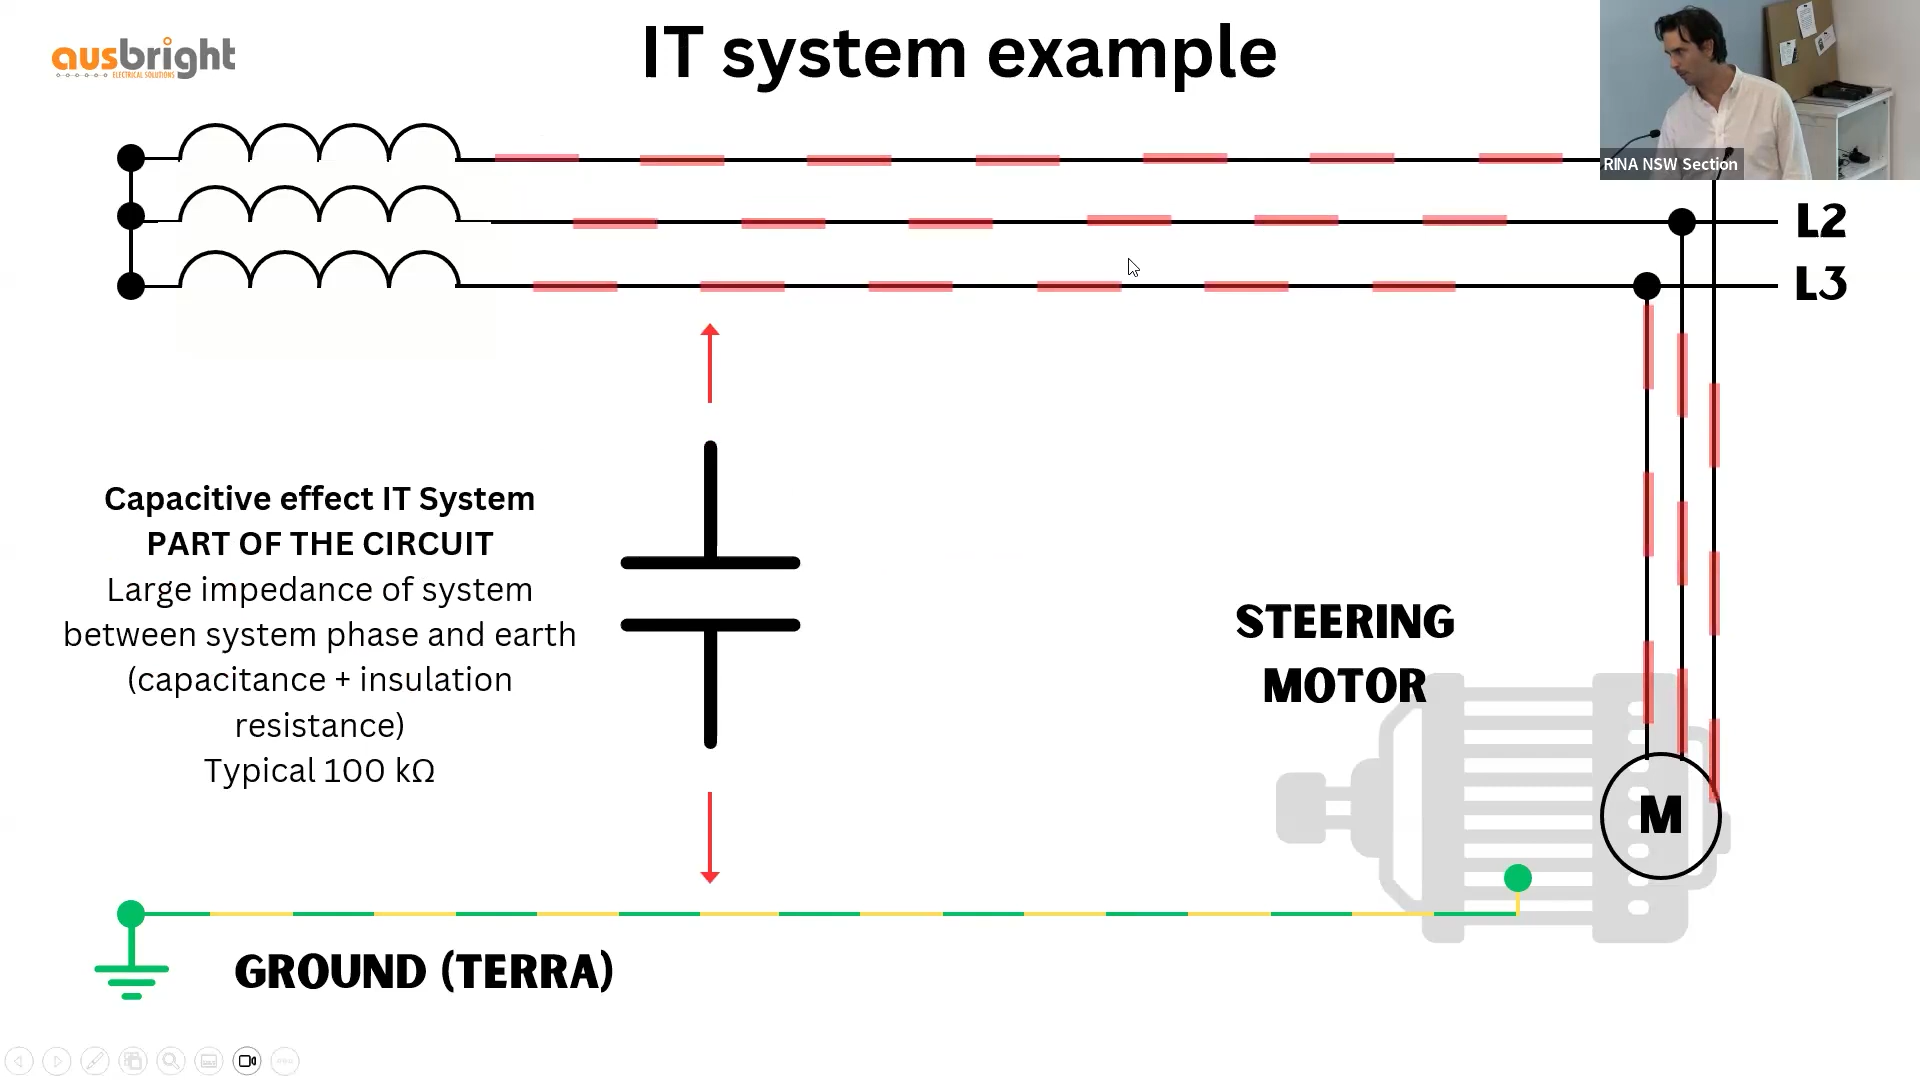 IT system example
ausbright
ELECTRICAL SOLUTIONS
RINA NSW Section
L2
L3
Capacitive effect IT System
PART OF THE CIRCUIT
Large impedance of system
between system phase and earth
(capacitance + insulation
resistance)
Typical 100 kΩ
STEERING
MOTOR
M
GROUND (TERRA)